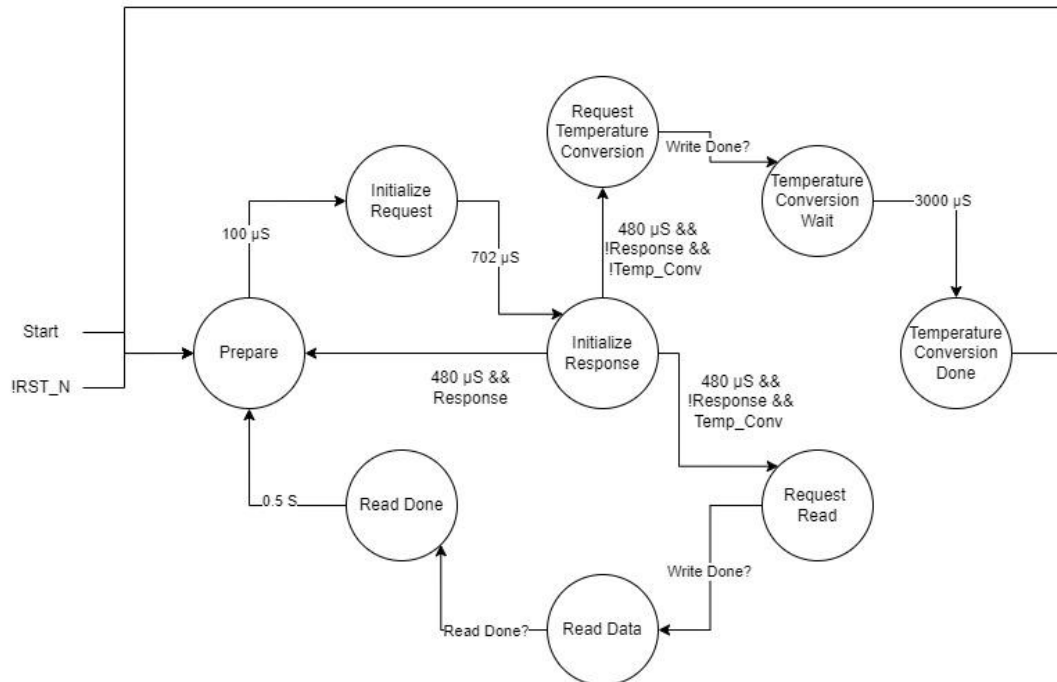 Request
Temperature
Conversion
Write Done?
Temperature
Conversion
Wait
3000 µS
Initialize
Request
100 µS
702 µS
480 µS &&
!Response &&
!Temp_Conv
Start
!RST_N
Prepare
Initialize
Response
Temperature
Conversion
Done
480 µS &&
Response
480 µS &&
!Response &&
Temp_Conv
0.5 S
Read Done
Request
Read
Write Done?
Read Done?
Read Data